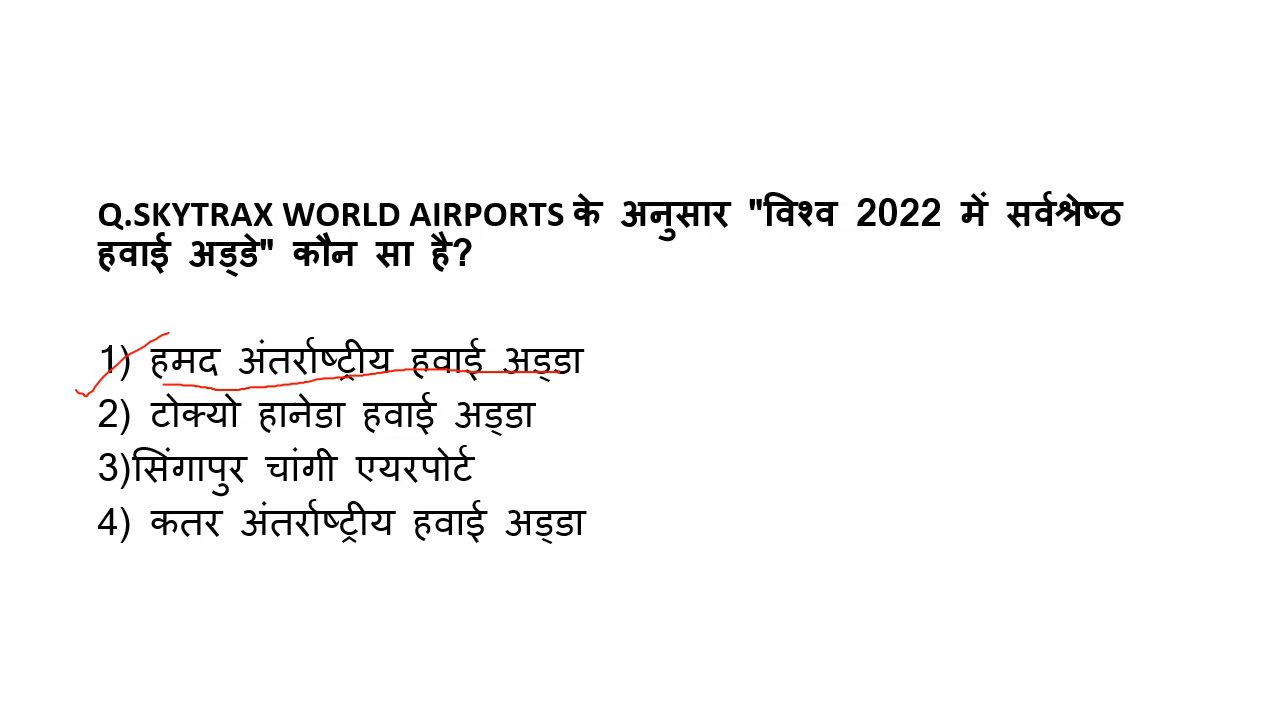 Q.SKYTRAX WORLD AIRPORTS के अनुसार "विश्व 2022 में सर्वश्रेष्ठ
हवाई अड्डे" कौन सा है?
1) हमद अंतर्राष्ट्रीय हवाई अड्डा
2) टोक्यो हानेडा हवाई अड्डा
3)सिंगापुर चांगी एयरपोर्ट
4) कतर अंतर्राष्ट्रीय हवाई अड्डा